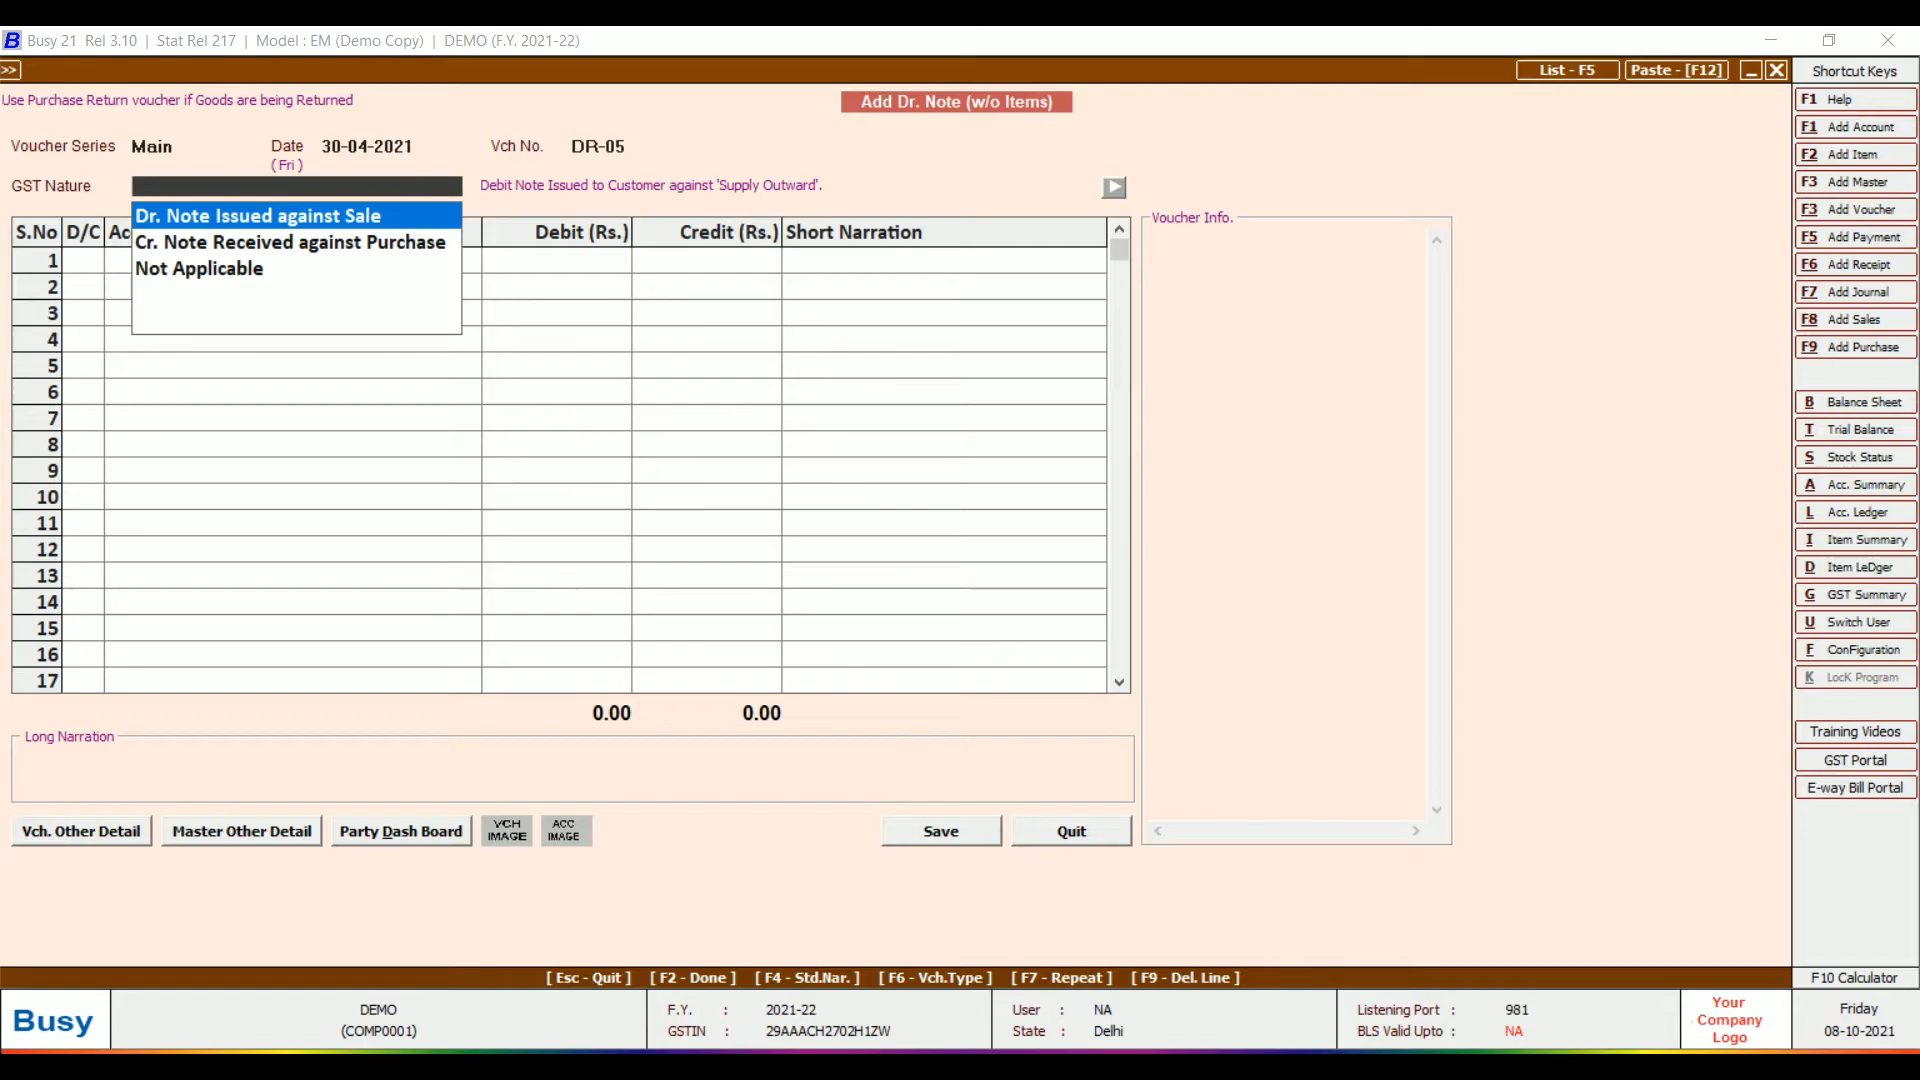 B Busy 21 Rel 3.10 | Stat Rel 217 | Model : EM (Demo Copy) | DEMO (F.Y. 2021-22)
>> List - F5 Paste - [F12]
Use Purchase Return voucher if Goods are being Returned
Add Dr. Note (w/o Items)
Voucher Series Main Date 30-04-2021 Vch No. DR-05
( Fri )
GST Nature Debit Note Issued to Customer against 'Supply Outward'.
Dr. Note Issued against Sale
Cr. Note Received against Purchase
Not Applicable
S.No D/C Ac Debit (Rs.) Credit (Rs.) Short Narration
1
2
3
4
5
6
7
8
9
10
11
12
13
14
15
16
17
0.00 0.00
Voucher Info.
Long Narration
Vch. Other Detail Master Other Detail Party Dash Board VCH IMAGE ACC IMAGE Save Quit
Shortcut Keys
F1 Help
F1 Add Account
F2 Add Item
F3 Add Master
F3 Add Voucher
F5 Add Payment
F6 Add Receipt
F7 Add Journal
F8 Add Sales
F9 Add Purchase
B Balance Sheet
T Trial Balance
S Stock Status
A Acc. Summary
L Acc. Ledger
I Item Summary
D Item LeDger
G GST Summary
U Switch User
F ConFiguration
K LocK Program
Training Videos
GST Portal
E-way Bill Portal
[ Esc - Quit ] [ F2 - Done ] [ F4 - Std.Nar. ] [ F6 - Vch.Type ] [ F7 - Repeat ] [ F9 - Del. Line ]
F10 Calculator
Busy
DEMO
(COMP0001)
F.Y. : 2021-22
GSTIN : 29AAACH2702H1ZW
User : NA
State : Delhi
Listening Port : 981
BLS Valid Upto : NA
Your
Company
Logo
Friday
08-10-2021